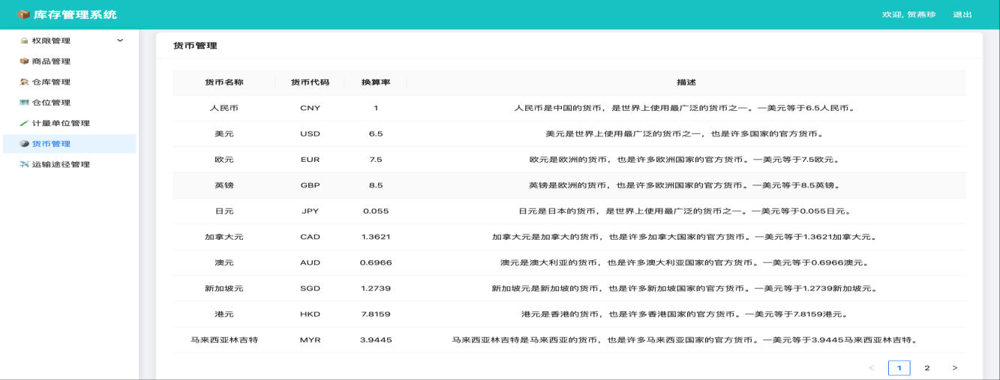 库存管理系统
欢迎, 贺燕珍 退出
权限管理
商品管理
仓库管理
仓位管理
计量单位管理
货币管理
运输途径管理
货币管理
货币名称 货币代码 换算率 描述
人民币 CNY 1 人民币是中国的货币，是世界上使用最广泛的货币之一。一美元等于6.5人民币。
美元 USD 6.5 美元是世界上使用最广泛的货币之一，也是许多国家的官方货币。
欧元 EUR 7.5 欧元是欧洲的货币，也是许多欧洲国家的官方货币。一美元等于7.5欧元。
英镑 GBP 8.5 英镑是欧洲的货币，也是许多欧洲国家的官方货币。一美元等于8.5英镑。
日元 JPY 0.055 日元是日本的货币，是世界上使用最广泛的货币之一。一美元等于0.055日元。
加拿大元 CAD 1.3621 加拿大元是加拿大的货币，也是许多加拿大国家的官方货币。一美元等于1.3621加拿大元。
澳元 AUD 0.6966 澳元是澳大利亚的货币，也是许多澳大利亚国家的官方货币。一美元等于0.6966澳元。
新加坡元 SGD 1.2739 新加坡元是新加坡的货币，也是许多新加坡国家的官方货币。一美元等于1.2739新加坡元。
港元 HKD 7.8159 港元是香港的货币，也是许多香港国家的官方货币。一美元等于7.8159港元。
马来西亚林吉特 MYR 3.9445 马来西亚林吉特是马来西亚的货币，也是许多马来西亚国家的官方货币。一美元等于3.9445马来西亚林吉特。
< 1 2 >